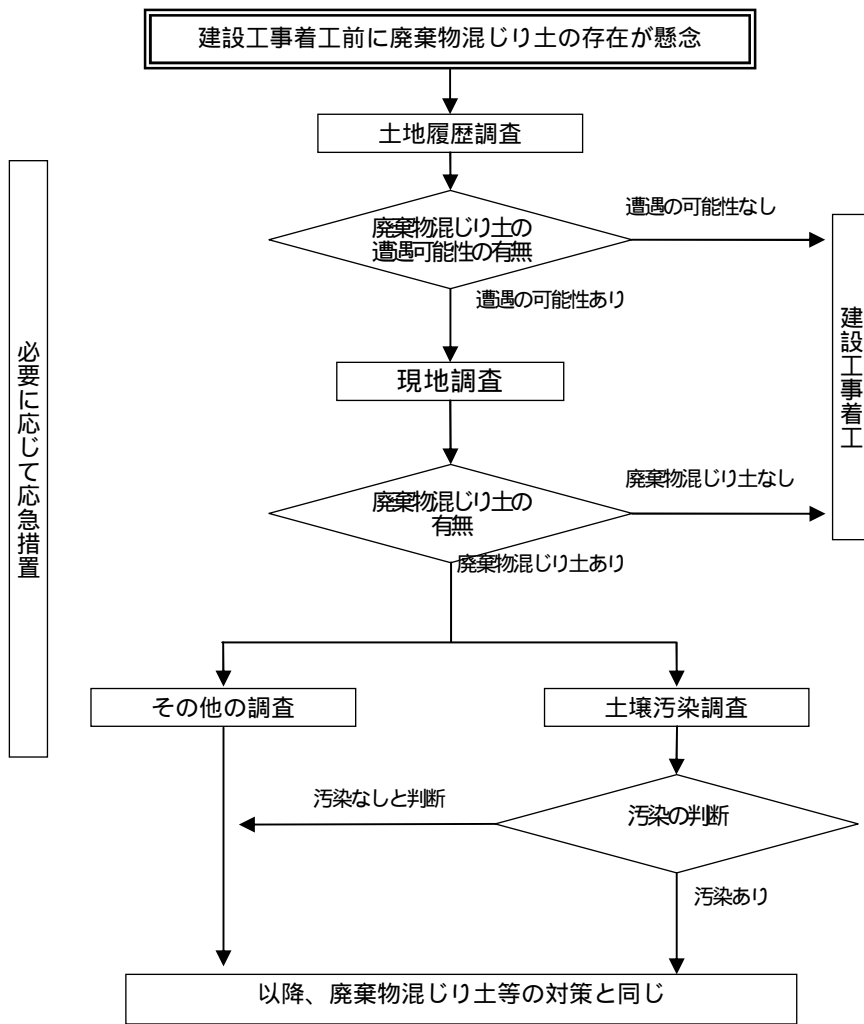 建設工事着工前に廃棄物混じり土の存在が懸念
土地履歴調査
廃棄物混じり土の
遭遇可能性の有無
遭遇の可能性なし
遭遇の可能性あり
建設工事着工
必要に応じて応急措置
現地調査
廃棄物混じり土の
有無
廃棄物混じり土なし
廃棄物混じり土あり
その他の調査
土壌汚染調査
汚染なしと判断
汚染の判断
汚染あり
以降、廃棄物混じり土等の対策と同じ